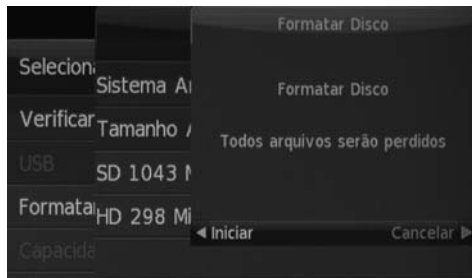 Selecion
Verificar
USB
Formata
Capacida
Sistema A
Tamanho
SD 1043 M
HD 298 Mi
Formatar Disco
Formatar Disco
Todos arquivos serão perdidos
Iniciar
Cancelar